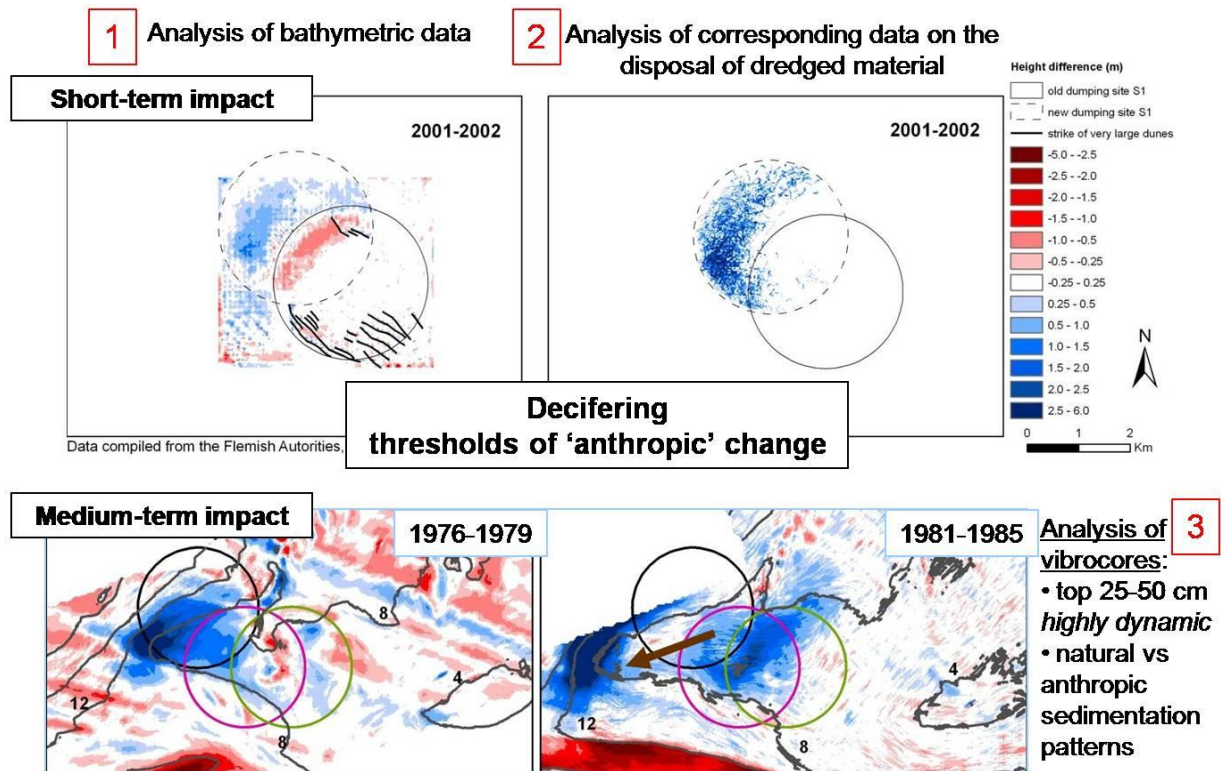 1
Analysis of bathymetric data
2
Analysis of corresponding data on the
disposal of dredged material
Short-term impact
2001-2002
2001-2002
Height difference (m)
old dumping site S1
new dumping site S1
strike of very large dunes
-5.0 - -2.5
-2.5 - -2.0
-2.0 - -1.5
-1.5 - -1.0
-1.0 - -0.5
-0.5 - -0.25
-0.25 - 0.25
0.25 - 0.5
0.5 - 1.0
1.0 - 1.5
1.5 - 2.0
2.0 - 2.5
2.5 - 6.0
N
0 1 2
Km
Data compiled from the Flemish Autorities,
Decifering
thresholds of ‘anthropic’ change
Medium-term impact
1976–1979
8
4
12
8
1981–1985
8
4
12
8
Analysis of
3
vibrocores:
• top 25–50 cm
highly dynamic
• natural vs
anthropic
sedimentation
patterns